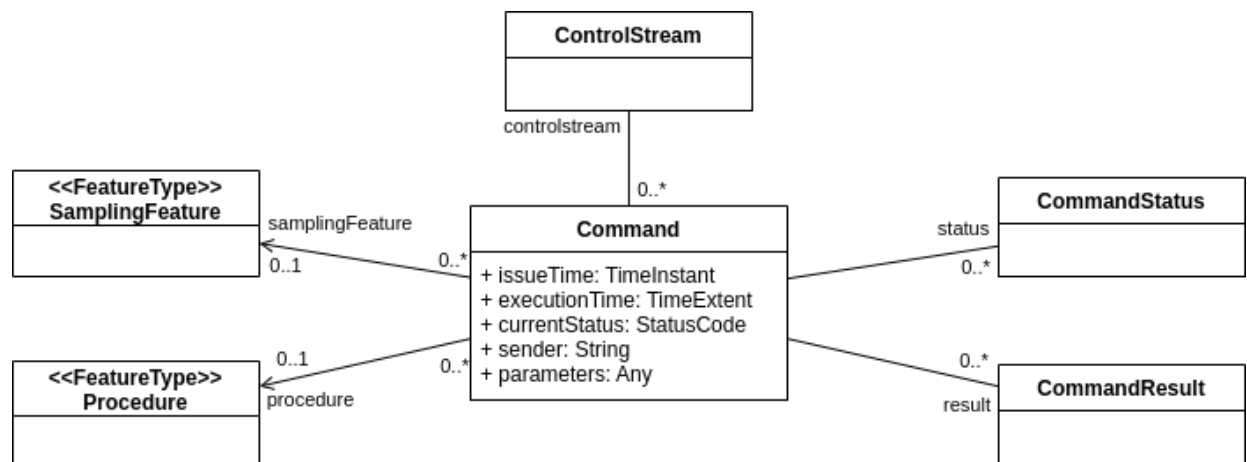 ControlStream
controlstream
0..*
<<FeatureType>>
SamplingFeature
samplingFeature
0..1
0..*
Command
+ issueTime: TimeInstant
+ executionTime: TimeExtent
+ currentStatus: StatusCode
+ sender: String
+ parameters: Any
CommandStatus
status
0..*
<<FeatureType>>
Procedure
0..1
procedure
0..*
0..*
result
CommandResult